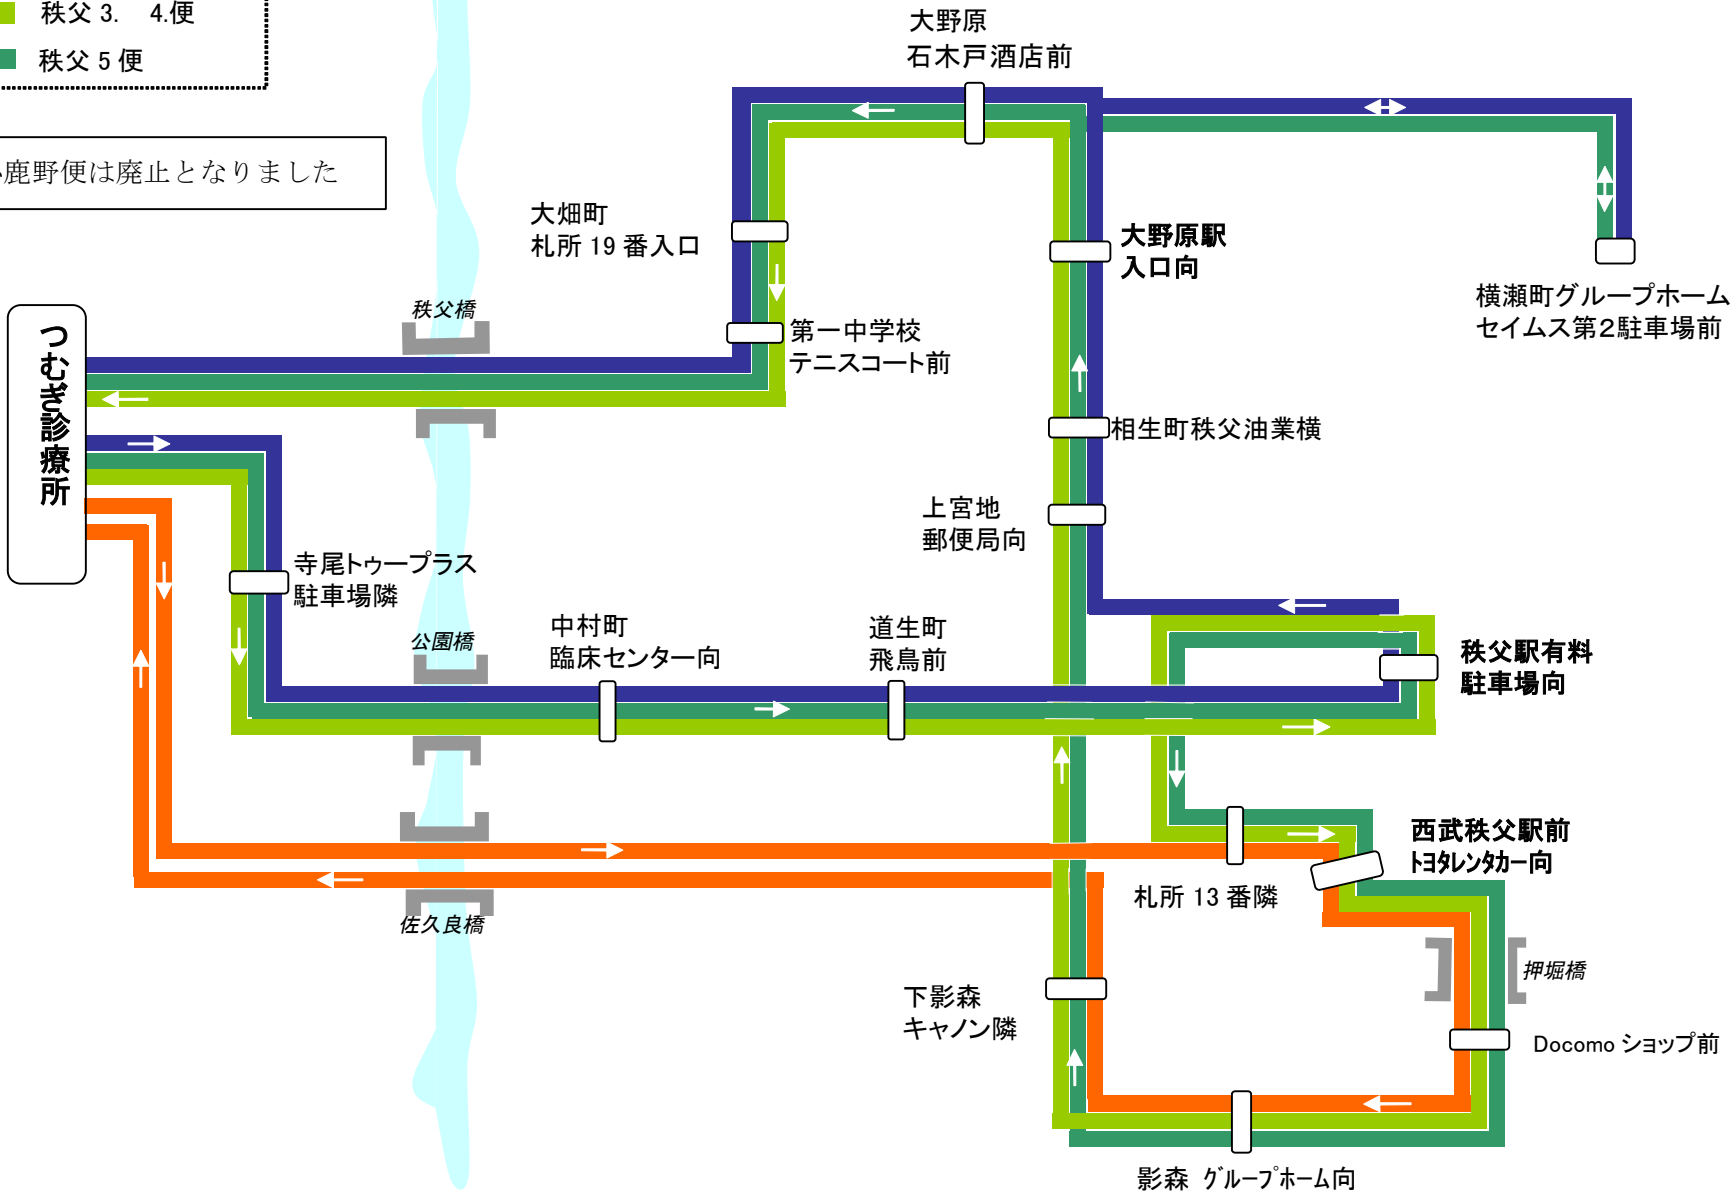 秩父 3. 4.便
秩父 5 便
鹿野便は廃止となりました
大野原
石木戸酒店前
大畑町
札所 19 番入口
大野原駅
入口向
横瀬町グループホーム
セイムス第2駐車場前
秩父橋
つむぎ診療所
第一中学校
テニスコート前
相生町秩父油業横
上宮地
郵便局向
寺尾トゥープラス
駐車場隣
公園橋
中村町
臨床センター向
道生町
飛鳥前
秩父駅有料
駐車場向
西武秩父駅前
トヨタレンタカー向
札所 13 番隣
佐久良橋
押堀橋
下影森
キャノン隣
Docomo ショップ前
影森 グループホーム向